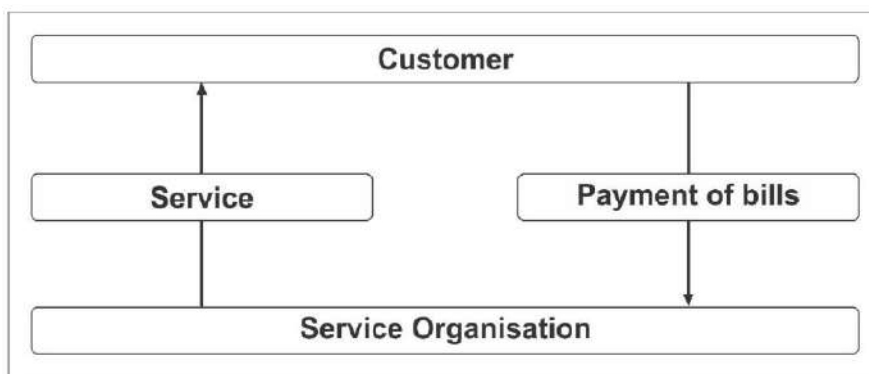 Customer
Service
Payment of bills
Service Organisation